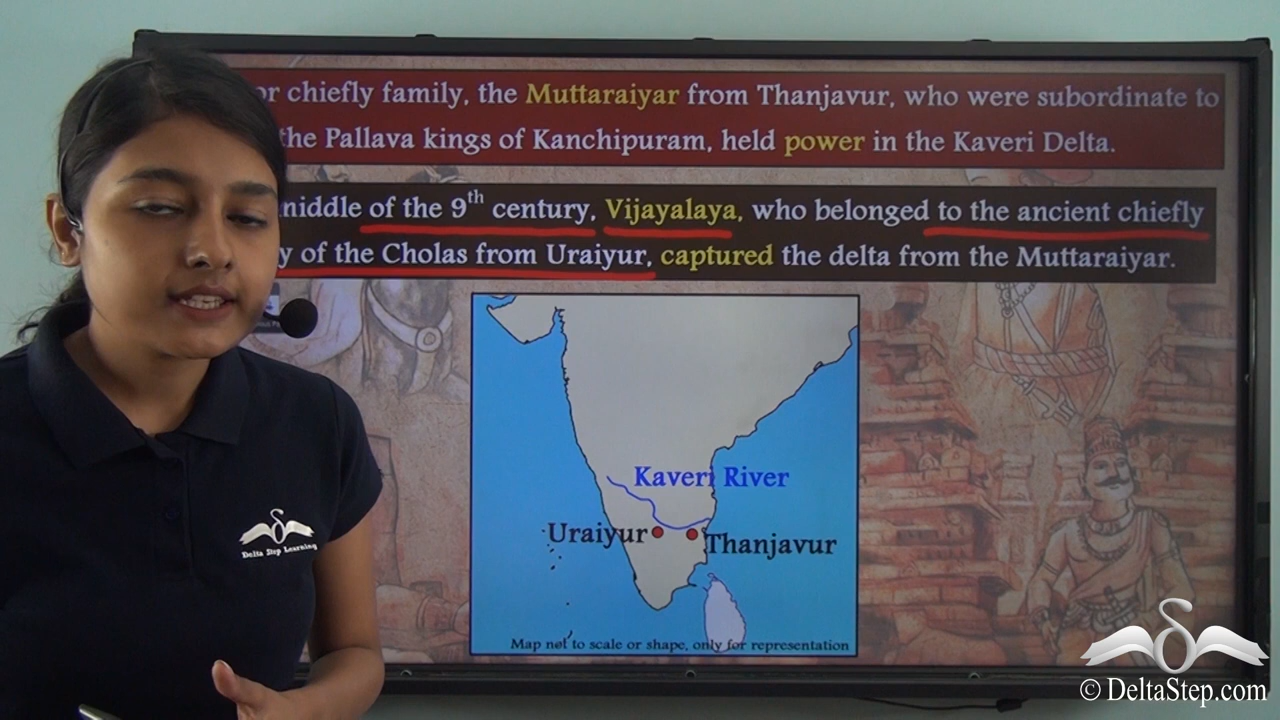 or chiefly family, the Muttaraiyar from Thanjavur, who were subordinate to
the Pallava kings of Kanchipuram, held power in the Kaveri Delta.
middle of the 9th century, Vijayalaya, who belonged to the ancient chiefly
y of the Cholas from Uraiyur, captured the delta from the Muttaraiyar.
Kaveri River
Uraiyur
Thanjavur
Map not to scale or shape, only for representation
Delta Step Learning
© DeltaStep.com